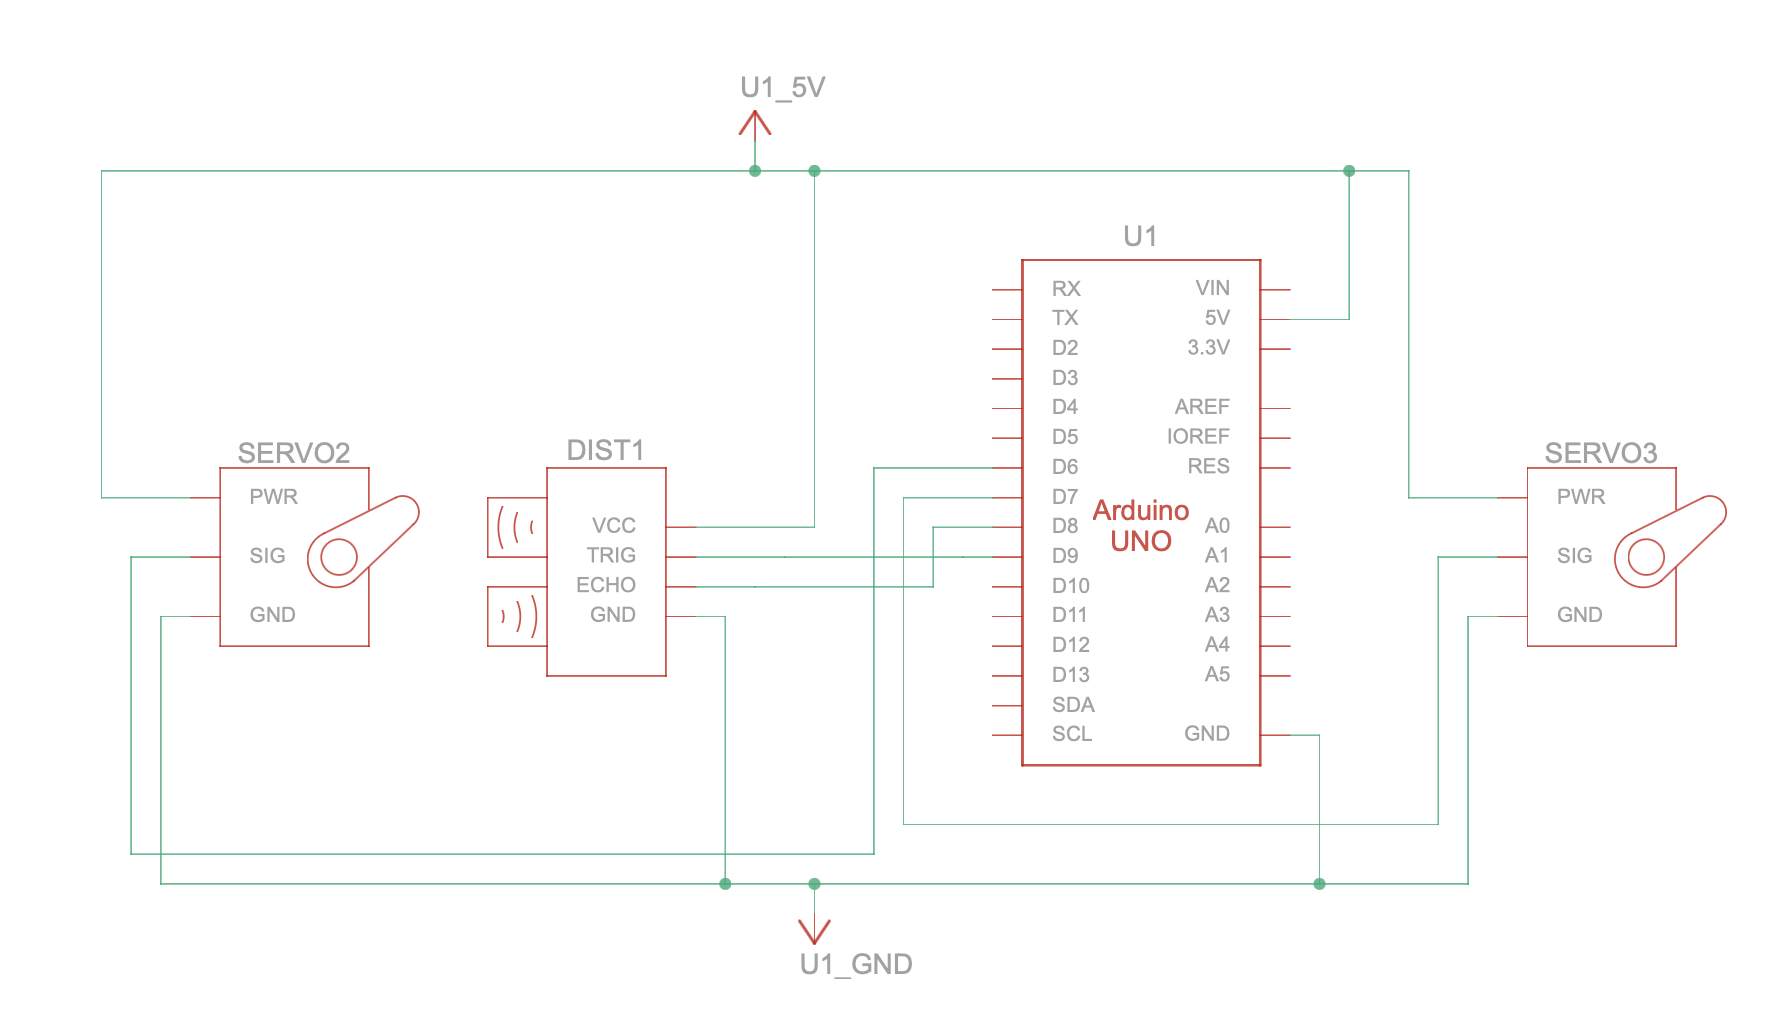 U1_5V
U1
RX
TX
D2
D3
D4
D5
D6
D7
D8
D9
D10
D11
D12
D13
SDA
SCL
VIN
5V
3.3V
AREF
IOREF
RES
A0
A1
A2
A3
A4
A5
GND
Arduino
UNO
SERVO2
PWR
SIG
GND
DIST1
VCC
TRIG
ECHO
GND
SERVO3
PWR
SIG
GND
U1_GND